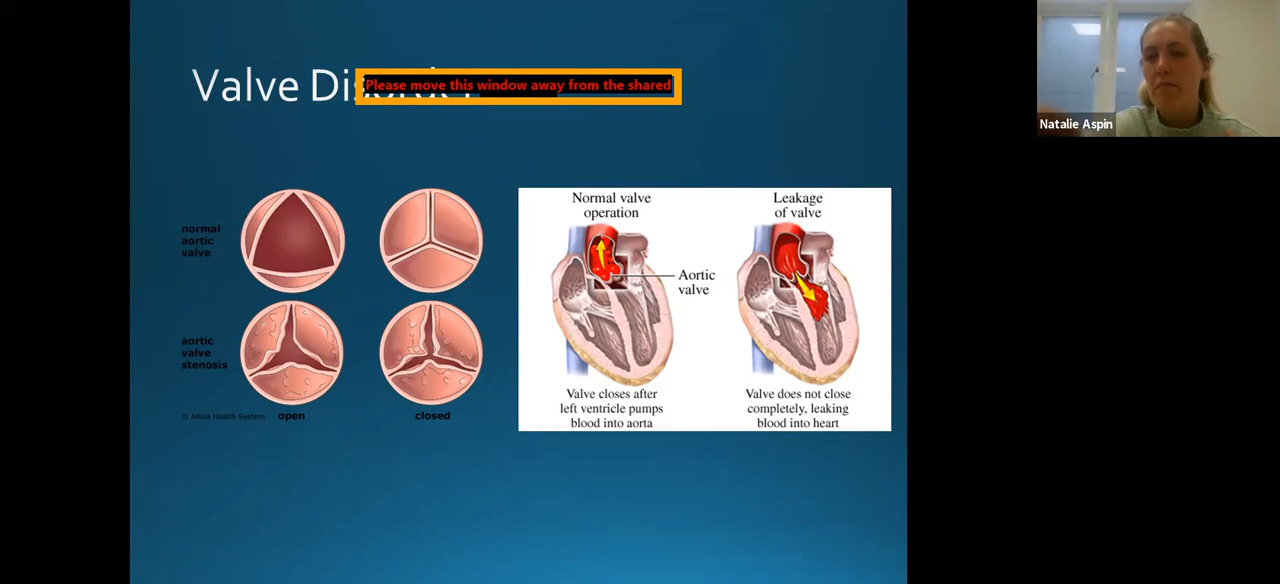 Valve Disorder
Please move this window away from the shared
Natalie Aspin
normal
aortic
valve
aortic
valve
stenosis
© Allina Health System
open
closed
Normal valve
operation
Leakage
of valve
Aortic
valve
Valve closes after
left ventricle pumps
blood into aorta
Valve does not close
completely, leaking
blood into heart